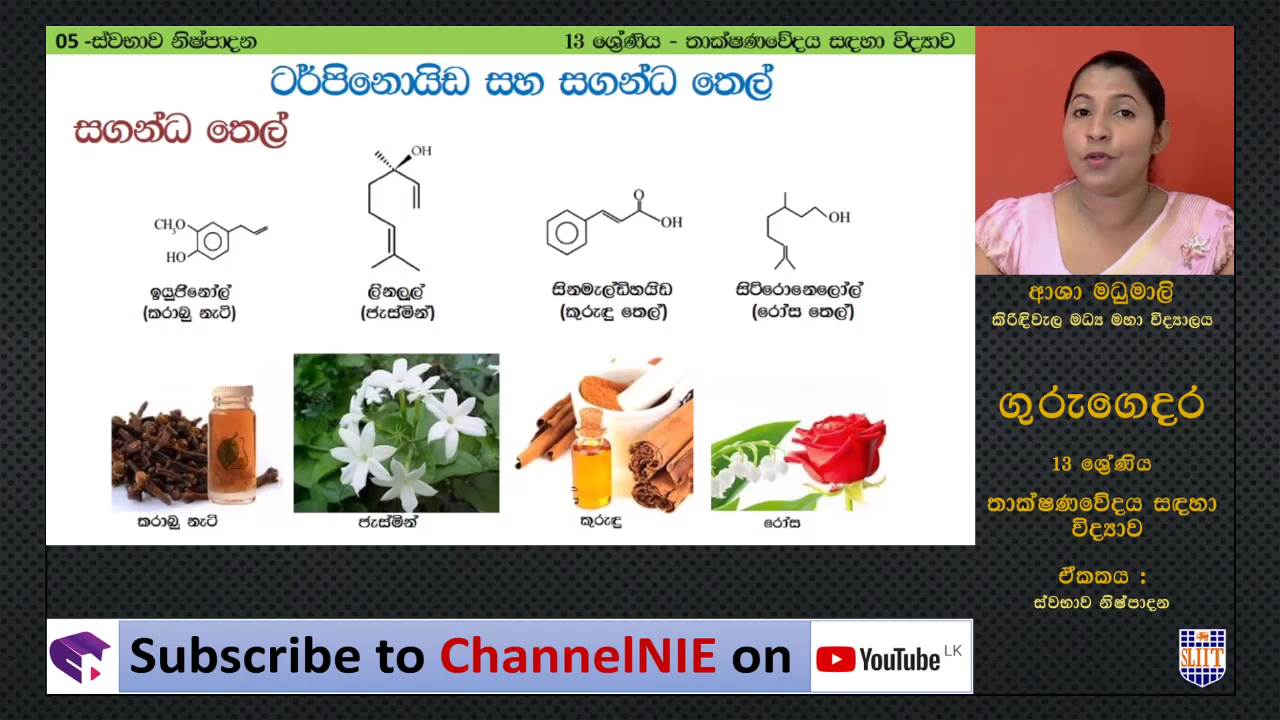 05 -ස්වභාව නිෂ්පාදන
13 ශ්‍රේණිය - තාක්ෂණවේදය සඳහා විද්‍යාව
ටර්පිනොයිඩ සහ සගන්ධ තෙල්
සගන්ධ තෙල්
CH₃O
HO
OH
O
OH
OH
ඉයුජිනෝල්
(කරාබු නැටි)
ලිනලූල්
(ජැස්මින්)
සිනමැල්ඩිහයිඩ
(කුරුඳු තෙල්)
සිට්රොනෙලෝල්
(රෝස තෙල්)
කරාබු නැටි
ජැස්මින්
කුරුඳු
රෝස
ආශා මධුමාලි
කිරිඳිවැල මධ්‍ය මහා විද්‍යාලය
ගුරුගෙදර
13 ශ්‍රේණිය
තාක්ෂණවේදය සඳහා
විද්‍යාව
ඒකකය :
ස්වභාව නිෂ්පාදන
SLIIT
Subscribe to ChannelNIE on
YouTube LK